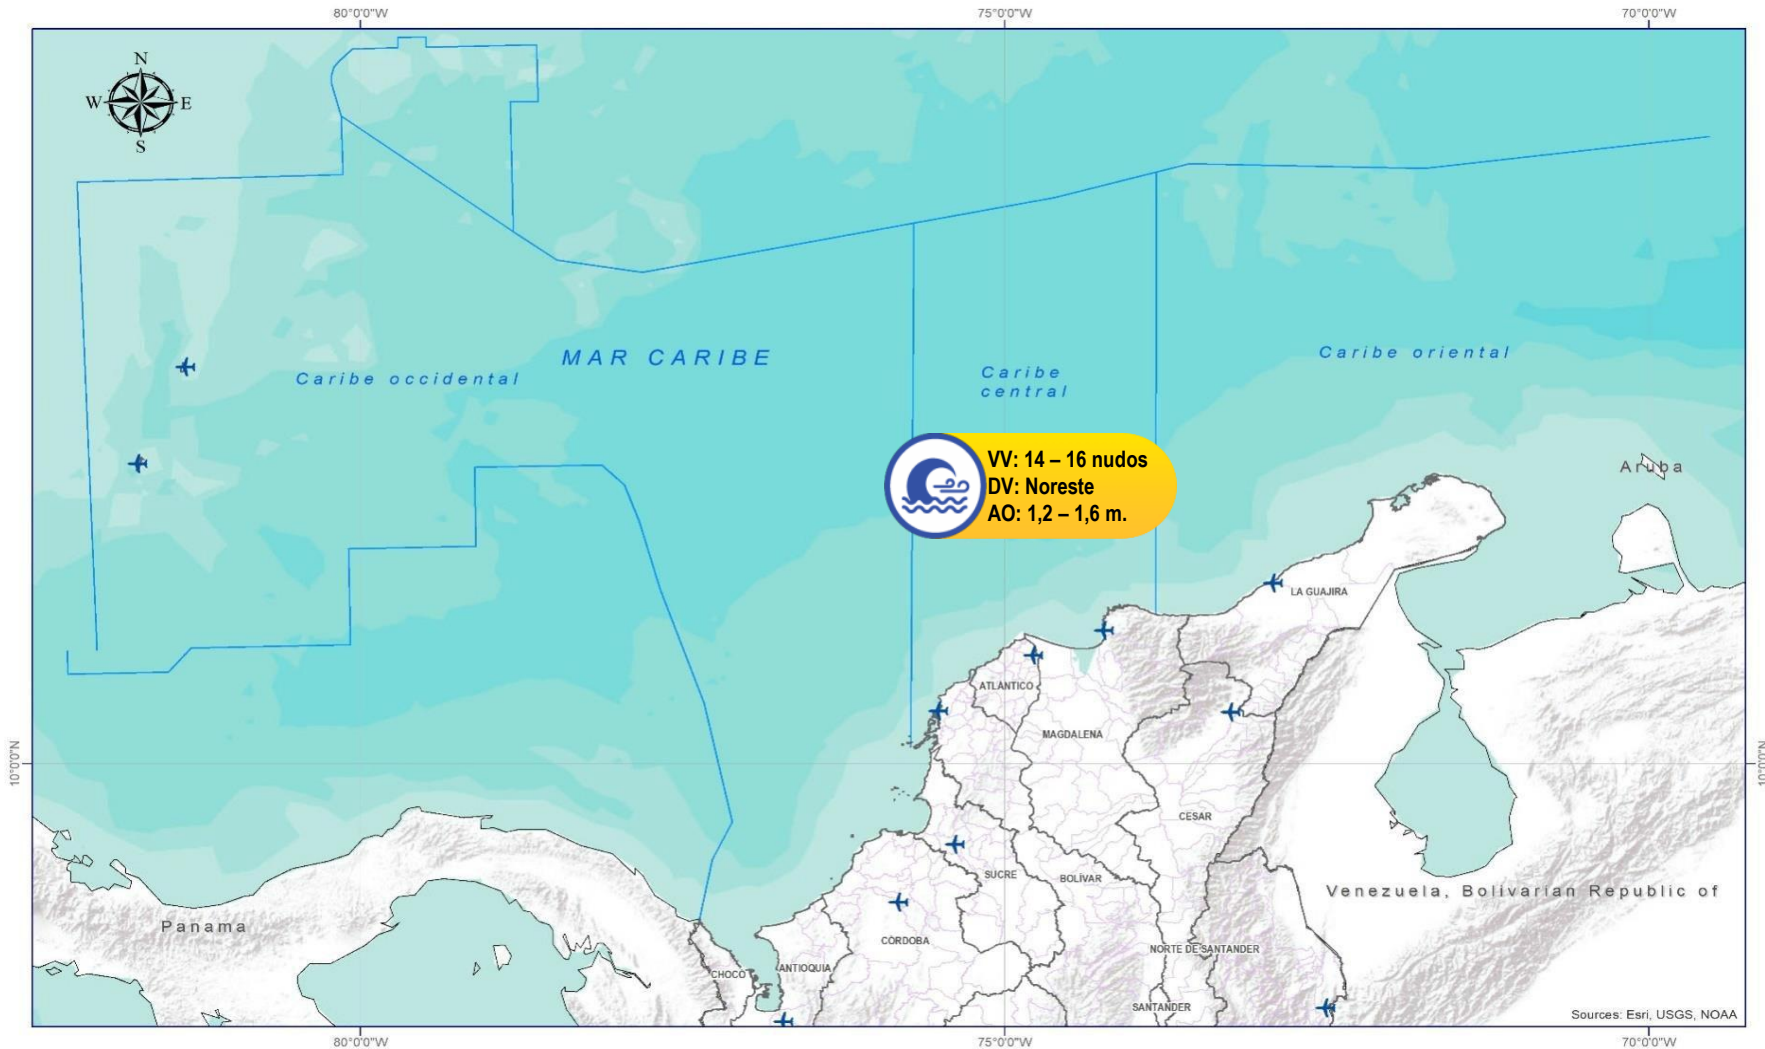 80°0'0"W
75°0'0"W
70°0'0"W
N
W
E
S
MAR CARIBE
Caribe occidental
Caribe
central
Caribe oriental
VV: 14 – 16 nudos
DV: Noreste
AO: 1,2 – 1,6 m.
Aruba
LA GUAJIRA
ATLANTICO
MAGDALENA
10°0'0"N
10°0'0"N
CESAR
SUCRE
BOLÍVAR
Venezuela, Bolivarian Republic of
Panama
CÓRDOBA
NORTE DE SANTANDER
CHOCO
ANTIOQUIA
SANTANDER
Sources: Esri, USGS, NOAA
80°0'0"W
75°0'0"W
70°0'0"W